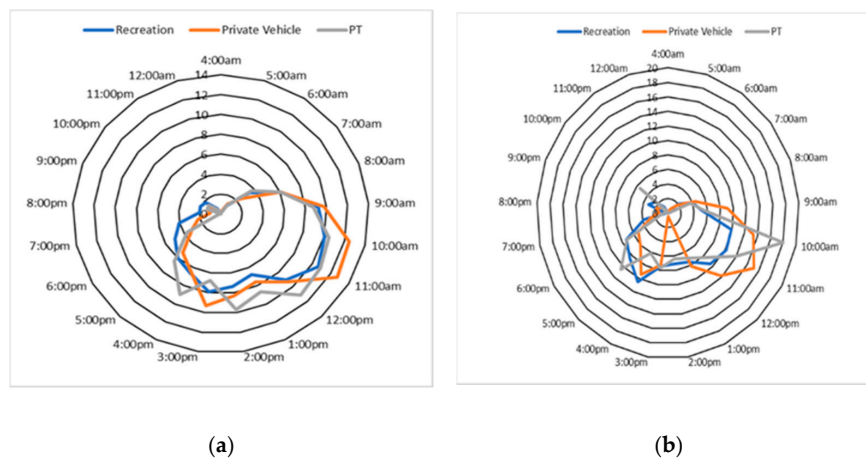 Recreation Private Vehicle PT
4:00am
5:00am
6:00am
7:00am
8:00am
9:00am
10:00am
11:00am
12:00pm
1:00pm
2:00pm
3:00pm
4:00pm
5:00pm
6:00pm
7:00pm
8:00pm
9:00pm
10:00pm
11:00pm
12:00am
14
12
10
8
6
4
2
0
(a)
Recreation Private Vehicle PT
4:00am
5:00am
6:00am
7:00am
8:00am
9:00am
10:00am
11:00am
12:00pm
1:00pm
2:00pm
3:00pm
4:00pm
5:00pm
6:00pm
7:00pm
8:00pm
9:00pm
10:00pm
11:00pm
12:00am
20
18
16
14
12
10
8
6
4
2
0
(b)